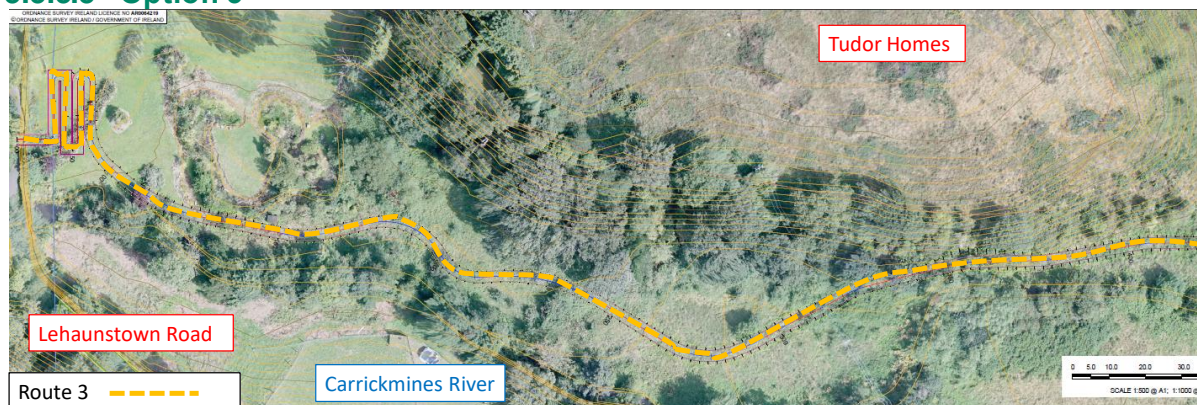 ORDNANCE SURVEY IRELAND LICENCE NO AR0084219
©ORDNANCE SURVEY IRELAND / GOVERNMENT OF IRELAND
Tudor Homes
Lehaunstown Road
Carrickmines River
Route 3
0 5.0 10.0 20.0 30.0
SCALE 1:500 @ A1; 1:1000 @